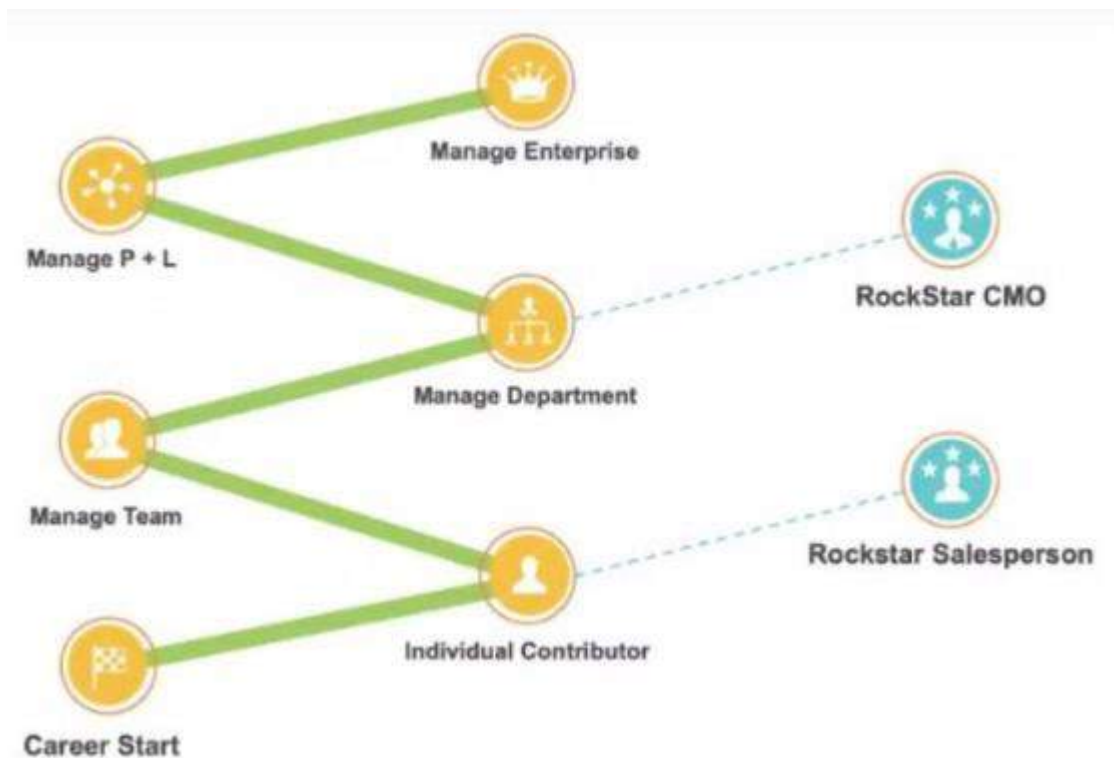 Manage Enterprise
Manage P + L
RockStar CMO
Manage Department
Manage Team
Rockstar Salesperson
Individual Contributor
Career Start